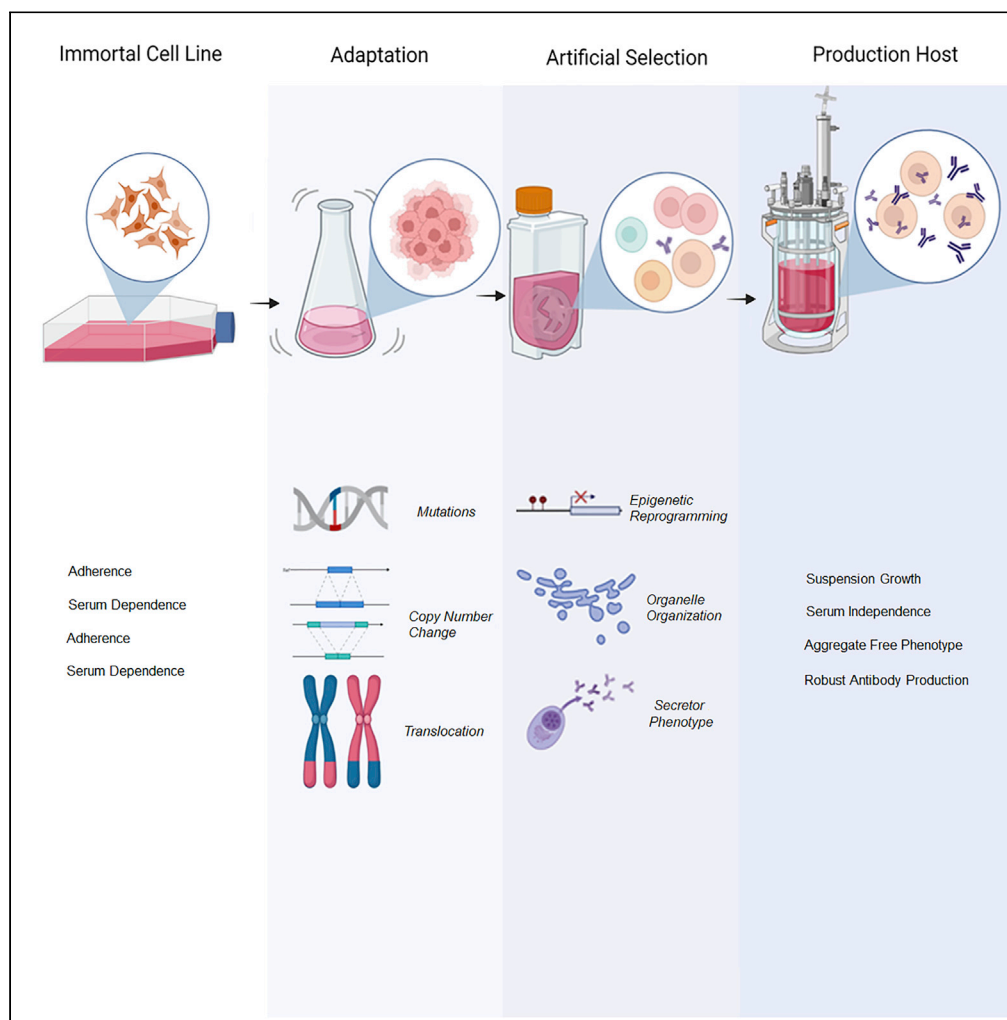 Immortal Cell Line
Adaptation
Artificial Selection
Production Host
Adherence
Serum Dependence
Adherence
Serum Dependence
Mutations
Copy Number
Change
Translocation
Epigenetic
Reprogramming
Organelle
Organization
Secretor
Phenotype
Suspension Growth
Serum Independence
Aggregate Free Phenotype
Robust Antibody Production